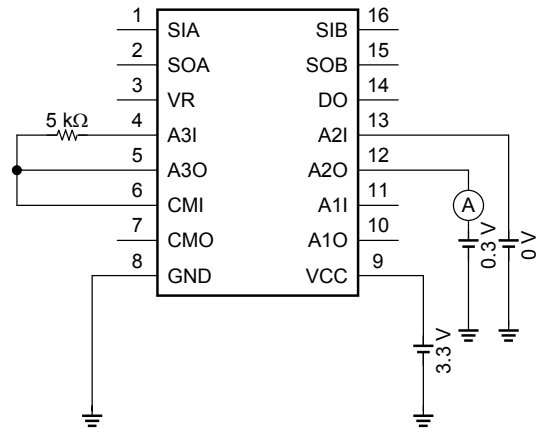 1 SIA SIB 16
2 SOA SOB 15
3 VR DO 14
5 kΩ 4 A3I A2I 13
5 A3O A2O 12
6 CMI A1I 11
A
7 CMO A1O 10
0.3 V
0 V
8 GND VCC 9
3.3 V